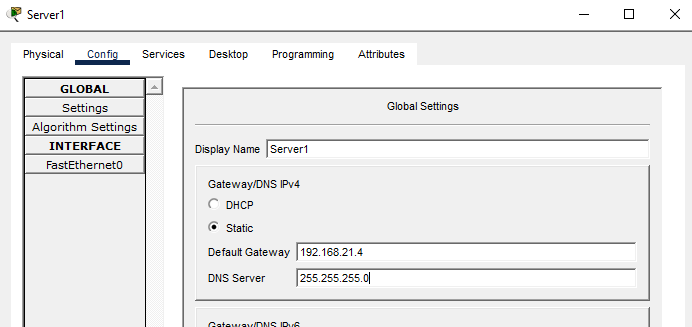 Server1
Physical Config Services Desktop Programming Attributes
GLOBAL
Settings
Algorithm Settings
INTERFACE
FastEthernet0
Global Settings
Display Name Server1
Gateway/DNS IPv4
DHCP
Static
Default Gateway 192.168.21.4
DNS Server 255.255.255.0
Gateway/DNS IPv6